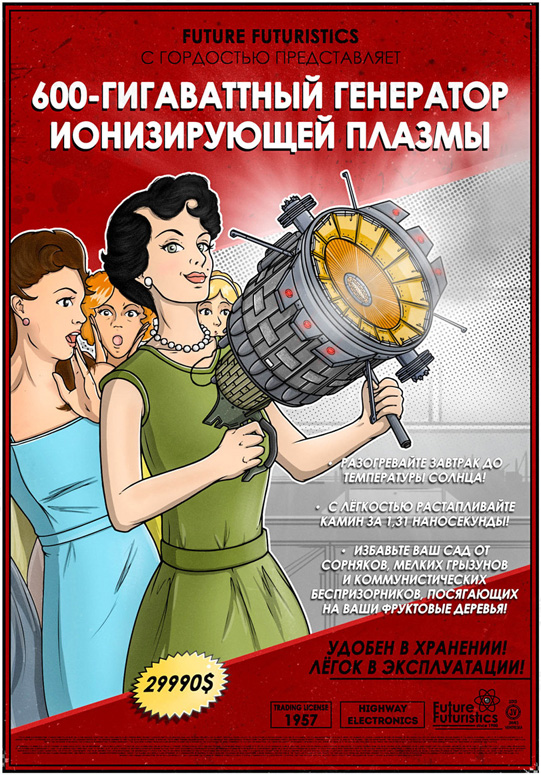 FUTURE FUTURISTICS
С ГОРДОСТЬЮ ПРЕДСТАВЛЯЕТ
600-ГИГАВАТТНЫЙ ГЕНЕРАТОР
ИОНИЗИРУЮЩЕЙ ПЛАЗМЫ
• РАЗОГРЕВАЙТЕ ЗАВТРАК ДО
ТЕМПЕРАТУРЫ СОЛНЦА!
• С ЛЕГКОСТЬЮ РАСТАПЛИВАЙТЕ
КАМИН ЗА 1,31 НАНОСЕКУНДЫ!
• ИЗБАВЬТЕ ВАШ САД ОТ
СОРНЯКОВ, МЕЛКИХ ГРЫЗУНОВ
И КОММУНИСТИЧЕСКИХ
БЕСПРИЗОРНИКОВ, ПОСЯГАЮЩИХ
НА ВАШИ ФРУКТОВЫЕ ДЕРЕВЬЯ!
УДОБЕН В ХРАНЕНИИ!
ЛЁГОК В ЭКСПЛУАТАЦИИ!
29990$
TRADING LICENSE
1957
HIGHWAY
ELECTRONICS
Future
Futuristics